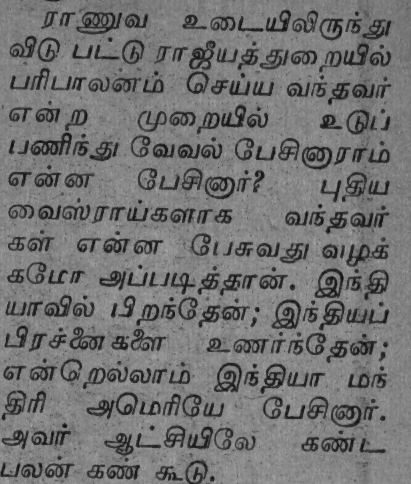 ராணுவ உடையிலிருந்து
விடு பட்டு ராஜீயத்துறையில்
பரிபாலனம் செய்ய வந்தவர்
என்ற முறையில் உடுப்
பணிந்து வேவல் பேசினாராம்
என்ன பேசினார்? புதிய
வைஸ்ராய்களாக வந்தவர்
கள் என்ன பேசுவது வழக்
கமோ அப்படித்தான். இந்தி
யாவில் பிறந்தேன்; இந்தியப்
பிரச்னைகளை உணர்ந்தேன்;
என்றெல்லாம் இந்தியா மந்
திரி அமெரியே பேசினார்.
அவர் ஆட்சியிலே கண்ட
பலன் கண் கூடு.